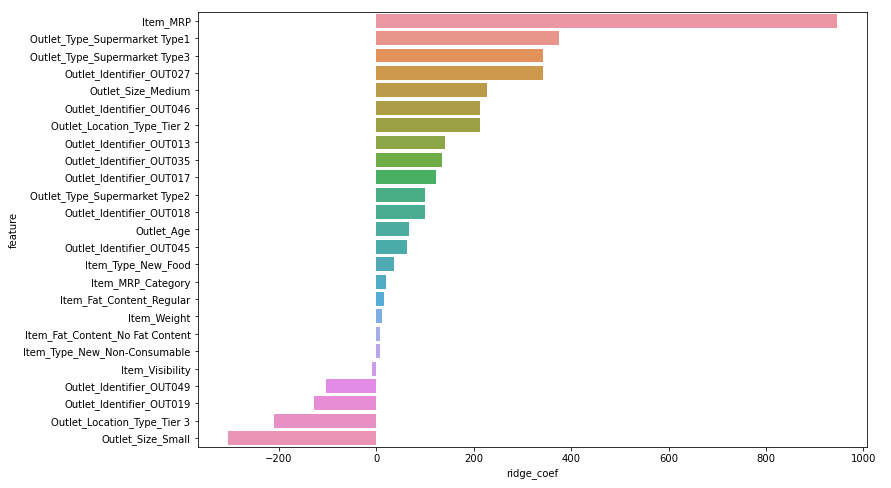 Item_MRP
Outlet_Type_Supermarket Type1
Outlet_Type_Supermarket Type3
Outlet_Identifier_OUT027
Outlet_Size_Medium
Outlet_Identifier_OUT046
Outlet_Location_Type_Tier 2
Outlet_Identifier_OUT013
Outlet_Identifier_OUT035
Outlet_Identifier_OUT017
Outlet_Type_Supermarket Type2
Outlet_Identifier_OUT018
Outlet_Age
Outlet_Identifier_OUT045
Item_Type_New_Food
Item_MRP_Category
Item_Fat_Content_Regular
Item_Weight
Item_Fat_Content_No Fat Content
Item_Type_New_Non-Consumable
Item_Visibility
Outlet_Identifier_OUT049
Outlet_Identifier_OUT019
Outlet_Location_Type_Tier 3
Outlet_Size_Small
feature
−200 0 200 400 600 800 1000
ridge_coef